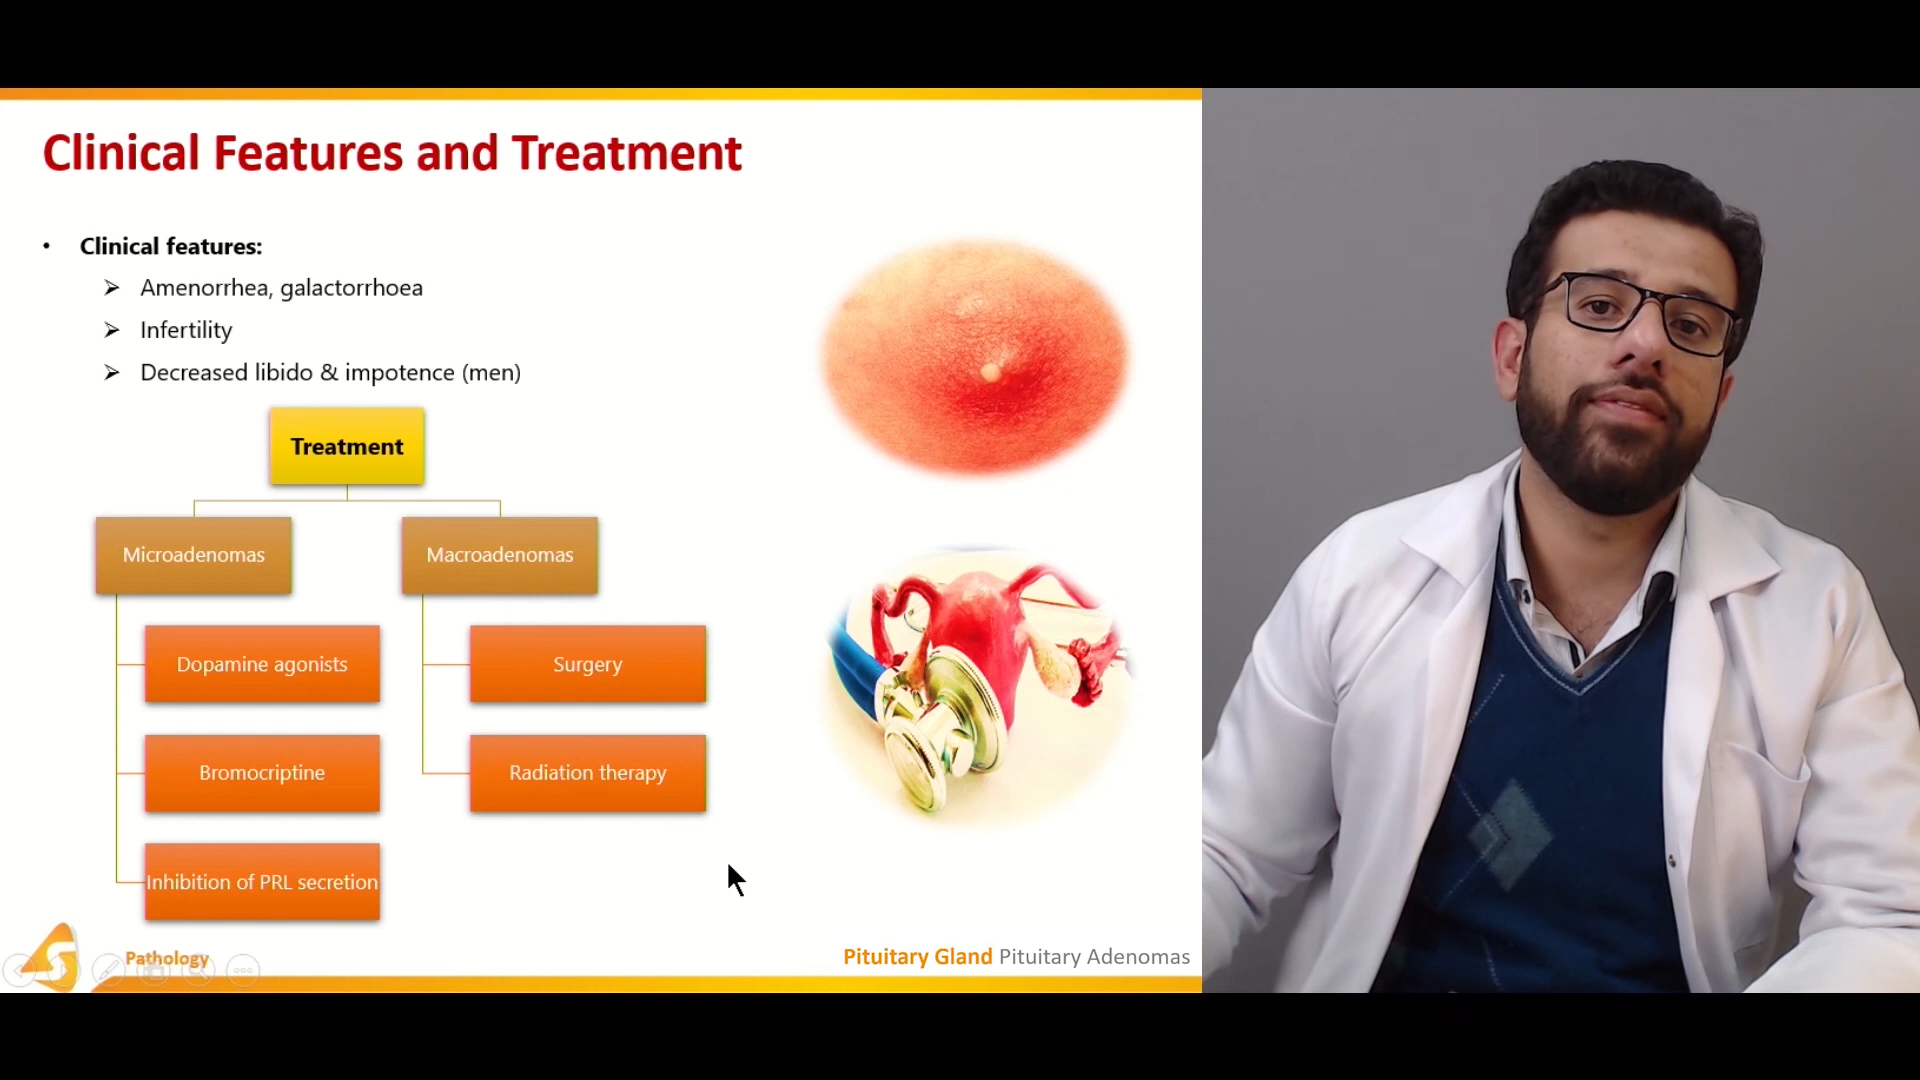 Clinical Features and Treatment
• Clinical features:
➢ Amenorrhea, galactorrhoea
➢ Infertility
➢ Decreased libido & impotence (men)
Treatment
Microadenomas
Macroadenomas
Dopamine agonists
Surgery
Bromocriptine
Radiation therapy
Inhibition of PRL secretion
Pathology
Pituitary Gland Pituitary Adenomas